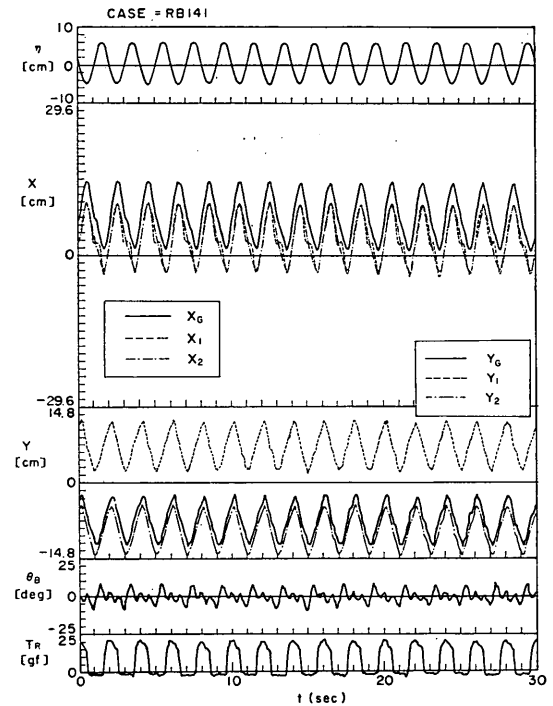 CASE = RB141
10
η
[cm]
0
-10
29.6
X
[cm]
0
X_G
X_1
X_2
-29.6
Y_G
Y_1
Y_2
14.8
Y
[cm]
0
-14.8
25
θ_B
[deg]
0
-25
25
T_R
[gf]
0
0 10 20 30
t (sec)